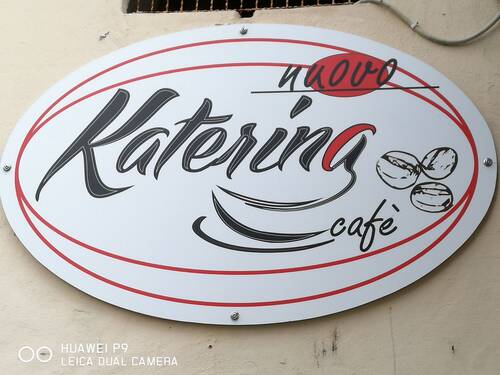 nuovo
Katerina
cafè
HUAWEI P9
LEICA DUAL CAMERA